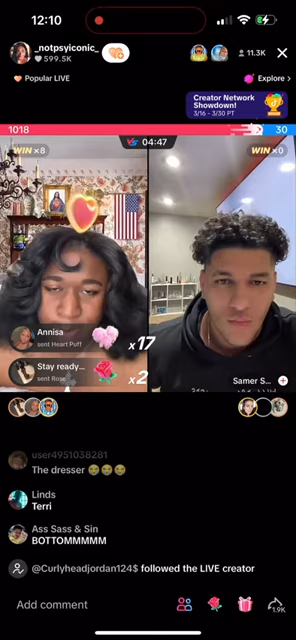 12:10
_notpsyiconic_
599.5K
11.3K
Popular LIVE
Explore >
Creator Network
Showdown!
3/16 - 3/30 PT
1018
30
WIN x8
VS 04:47
WIN x0
Annisa
sent Heart Puff
x17
Stay ready...
sent Rose
x2
Samer S...
user4951038281
The dresser 😂😂😂
Linds
Terri
Ass Sass & Sin
BOTTOMMMMM
@Curlyheadjordan124$ followed the LIVE creator
Add comment
1.9K